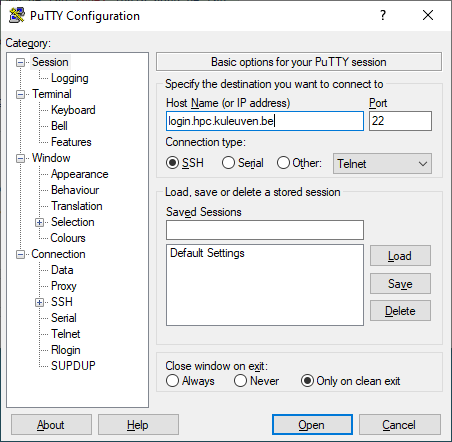 PuTTY Configuration
Category:
Session
Logging
Terminal
Keyboard
Bell
Features
Window
Appearance
Behaviour
Translation
Selection
Colours
Connection
Data
Proxy
SSH
Serial
Telnet
Rlogin
SUPDUP
Basic options for your PuTTY session
Specify the destination you want to connect to
Host Name (or IP address) Port
login.hpc.kuleuven.be 22
Connection type:
SSH Serial Other: Telnet
Load, save or delete a stored session
Saved Sessions
Default Settings
Load
Save
Delete
Close window on exit:
Always Never Only on clean exit
About Help Open Cancel